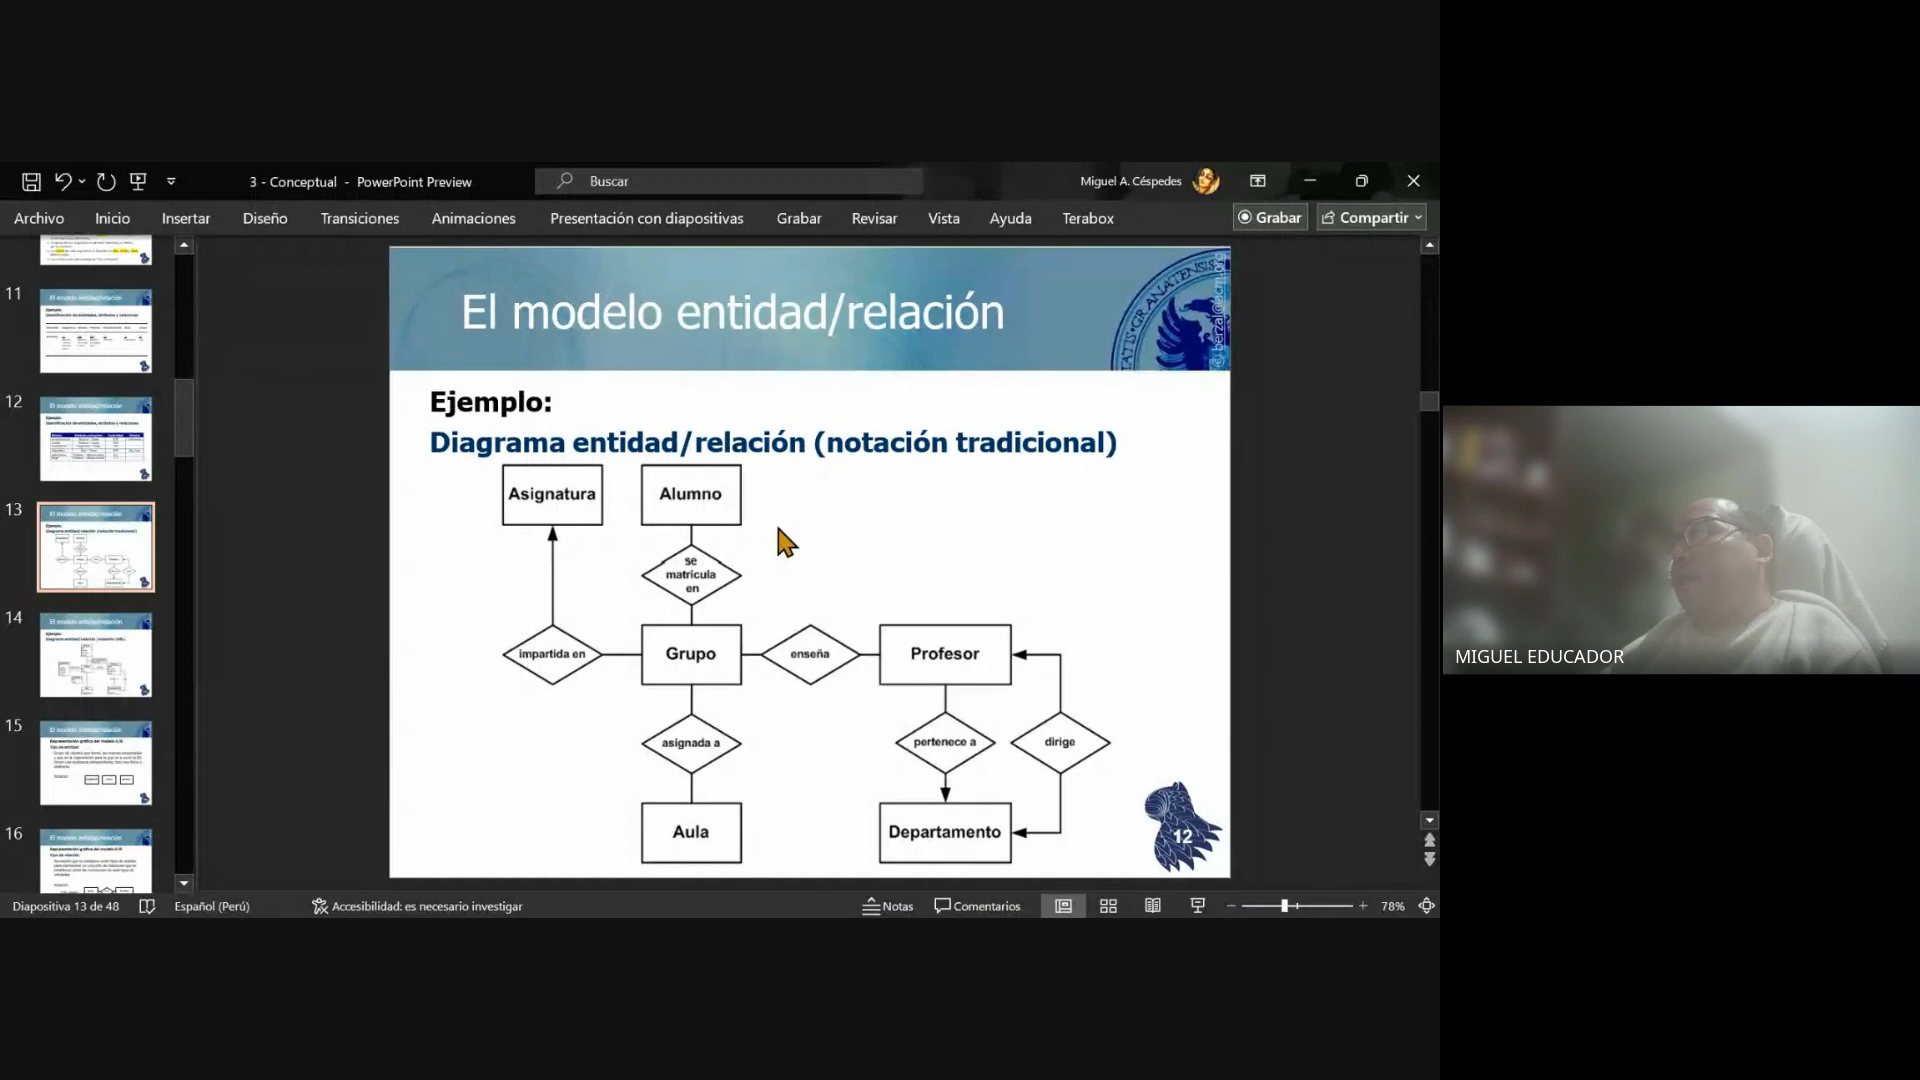 3 - Conceptual - PowerPoint Preview
Buscar
Miguel A. Céspedes
Archivo
Inicio
Insertar
Diseño
Transiciones
Animaciones
Presentación con diapositivas
Grabar
Revisar
Vista
Ayuda
Terabox
Grabar
Compartir
11
12
13
14
15
16
El modelo entidad/relación
© berzal@acm.org
Ejemplo:
Diagrama entidad/relación (notación tradicional)
Asignatura
Alumno
se
matricula
en
impartida en
Grupo
enseña
Profesor
asignada a
pertenece a
dirige
Aula
Departamento
12
MIGUEL EDUCADOR
Diapositiva 13 de 48
Español (Perú)
Accesibilidad: es necesario investigar
Notas
Comentarios
78%